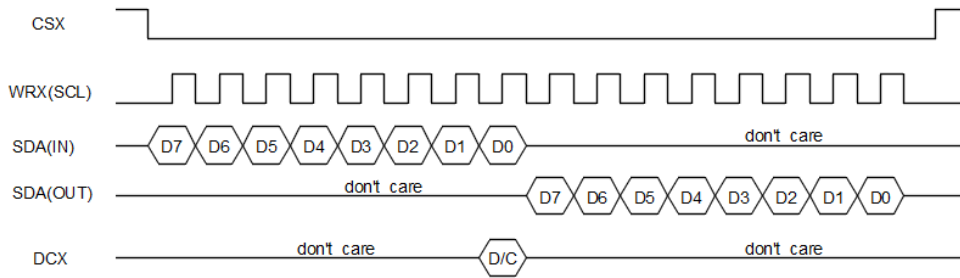 CSX
WRX(SCL)
SDA(IN) D7 D6 D5 D4 D3 D2 D1 D0 don't care
SDA(OUT) don't care D7 D6 D5 D4 D3 D2 D1 D0
DCX don't care D/C don't care